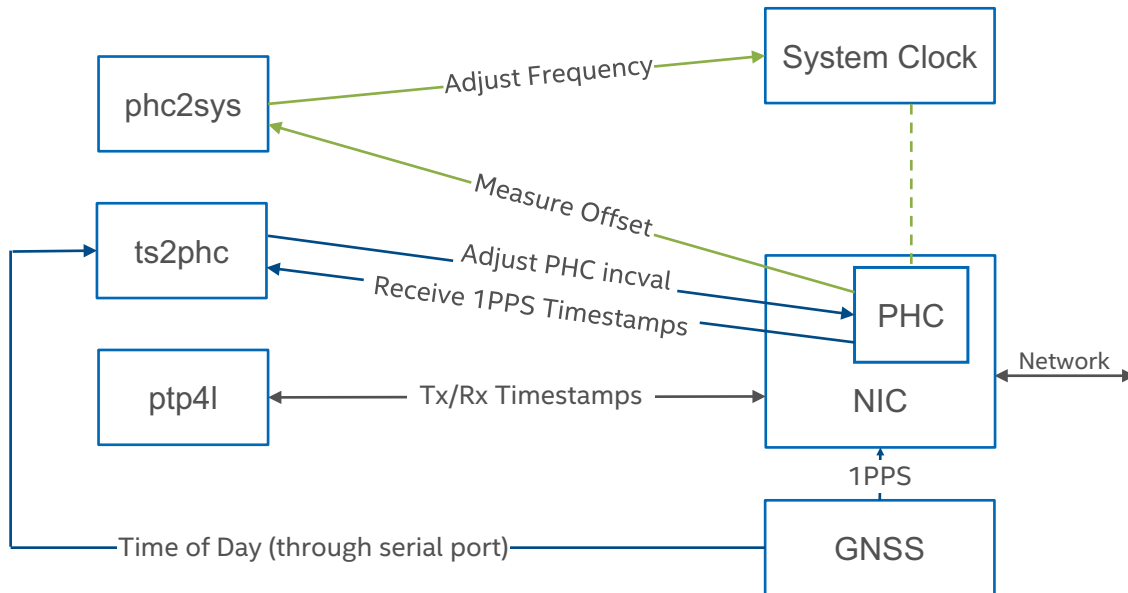 System Clock
Adjust Frequency
phc2sys
Measure Offset
ts2phc
Adjust PHC incval
Receive 1PPS Timestamps
PHC
Network
ptp4l
Tx/Rx Timestamps
NIC
1PPS
Time of Day (through serial port)
GNSS